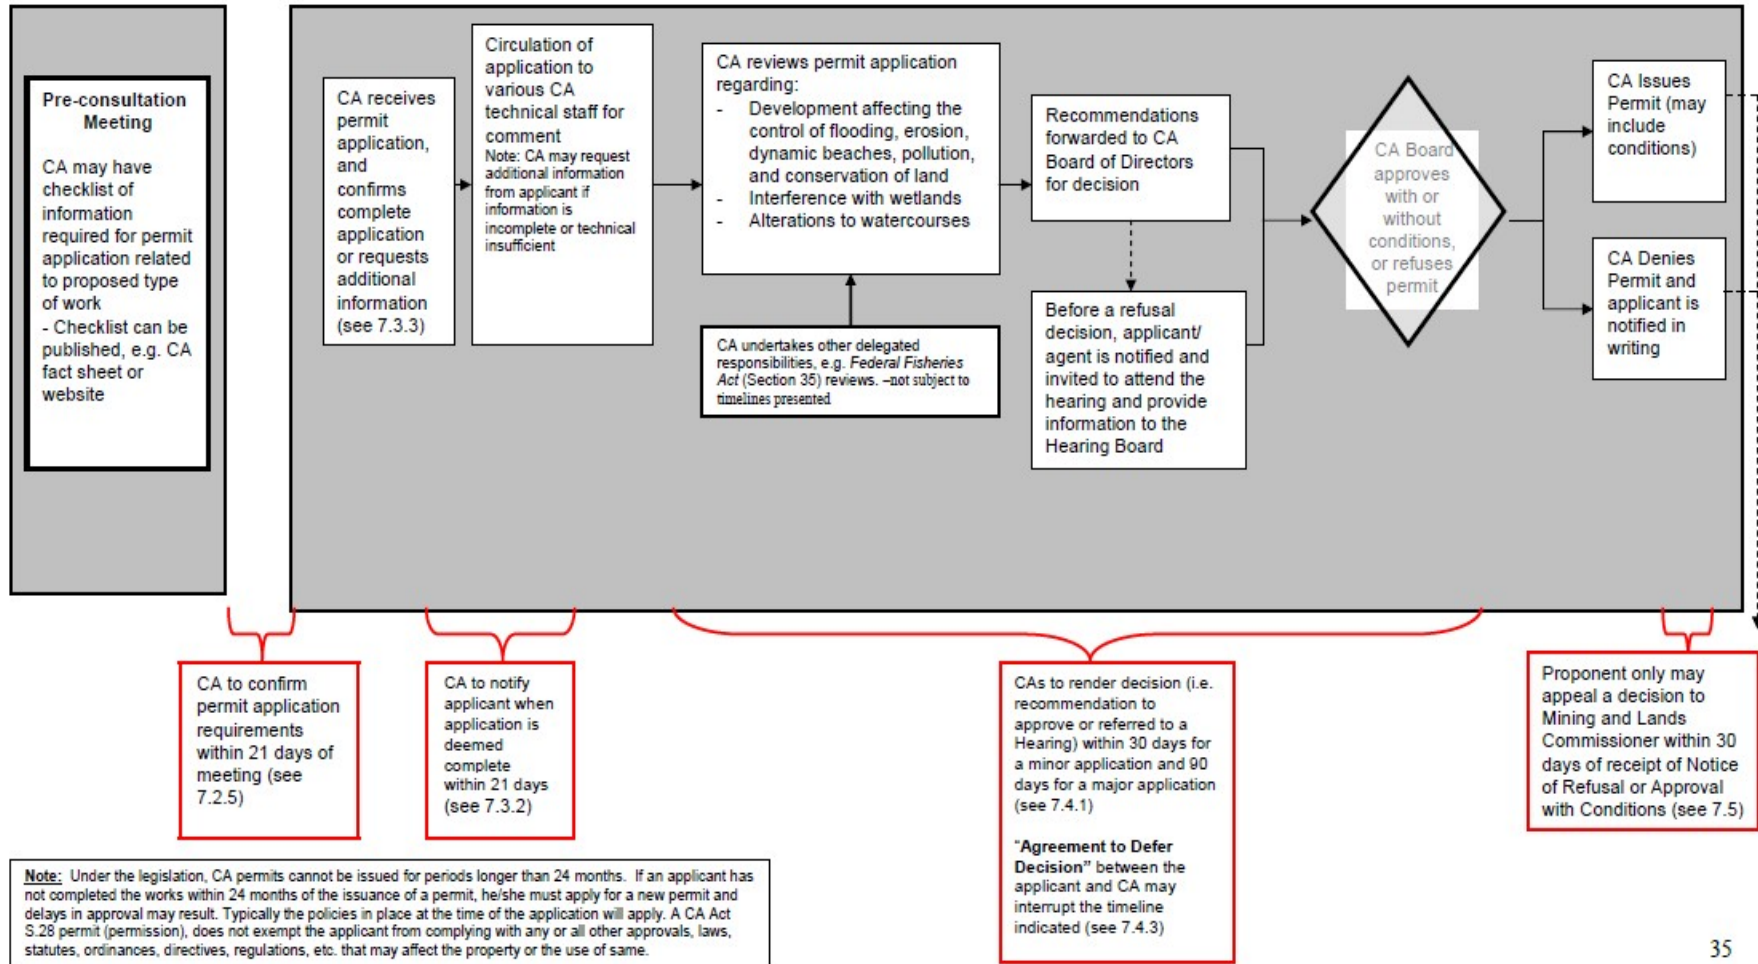 Pre-consultation
Meeting
CA may have
checklist of
information
required for permit
application related
to proposed type
of work
- Checklist can be
published, e.g. CA
fact sheet or
website
CA receives
permit
application,
and
confirms
complete
application
or requests
additional
information
(see 7.3.3)
Circulation of
application to
various CA
technical staff for
comment
Note: CA may request
additional information
from applicant if
information is
incomplete or technical
insufficient
CA reviews permit application
regarding:
- Development affecting the
control of flooding, erosion,
dynamic beaches, pollution,
and conservation of land
- Interference with wetlands
- Alterations to watercourses
CA undertakes other delegated
responsibilities, e.g. Federal Fisheries
Act (Section 35) reviews. –not subject to
timelines presented
Recommendations
forwarded to CA
Board of Directors
for decision
Before a refusal
decision, applicant/
agent is notified and
invited to attend the
hearing and provide
information to the
Hearing Board
CA Board
approves
with or
without
conditions,
or refuses
permit
CA Issues
Permit (may
include
conditions)
CA Denies
Permit and
applicant is
notified in
writing
CA to confirm
permit application
requirements
within 21 days of
meeting (see
7.2.5)
CA to notify
applicant when
application is
deemed
complete
within 21 days
(see 7.3.2)
CAs to render decision (i.e.
recommendation to
approve or referred to a
Hearing) within 30 days for
a minor application and 90
days for a major application
(see 7.4.1)
"Agreement to Defer
Decision" between the
applicant and CA may
interrupt the timeline
indicated (see 7.4.3)
Proponent only may
appeal a decision to
Mining and Lands
Commissioner within 30
days of receipt of Notice
of Refusal or Approval
with Conditions (see 7.5)
Note: Under the legislation, CA permits cannot be issued for periods longer than 24 months. If an applicant has
not completed the works within 24 months of the issuance of a permit, he/she must apply for a new permit and
delays in approval may result. Typically the policies in place at the time of the application will apply. A CA Act
S.28 permit (permission), does not exempt the applicant from complying with any or all other approvals, laws,
statutes, ordinances, directives, regulations, etc. that may affect the property or the use of same.
35